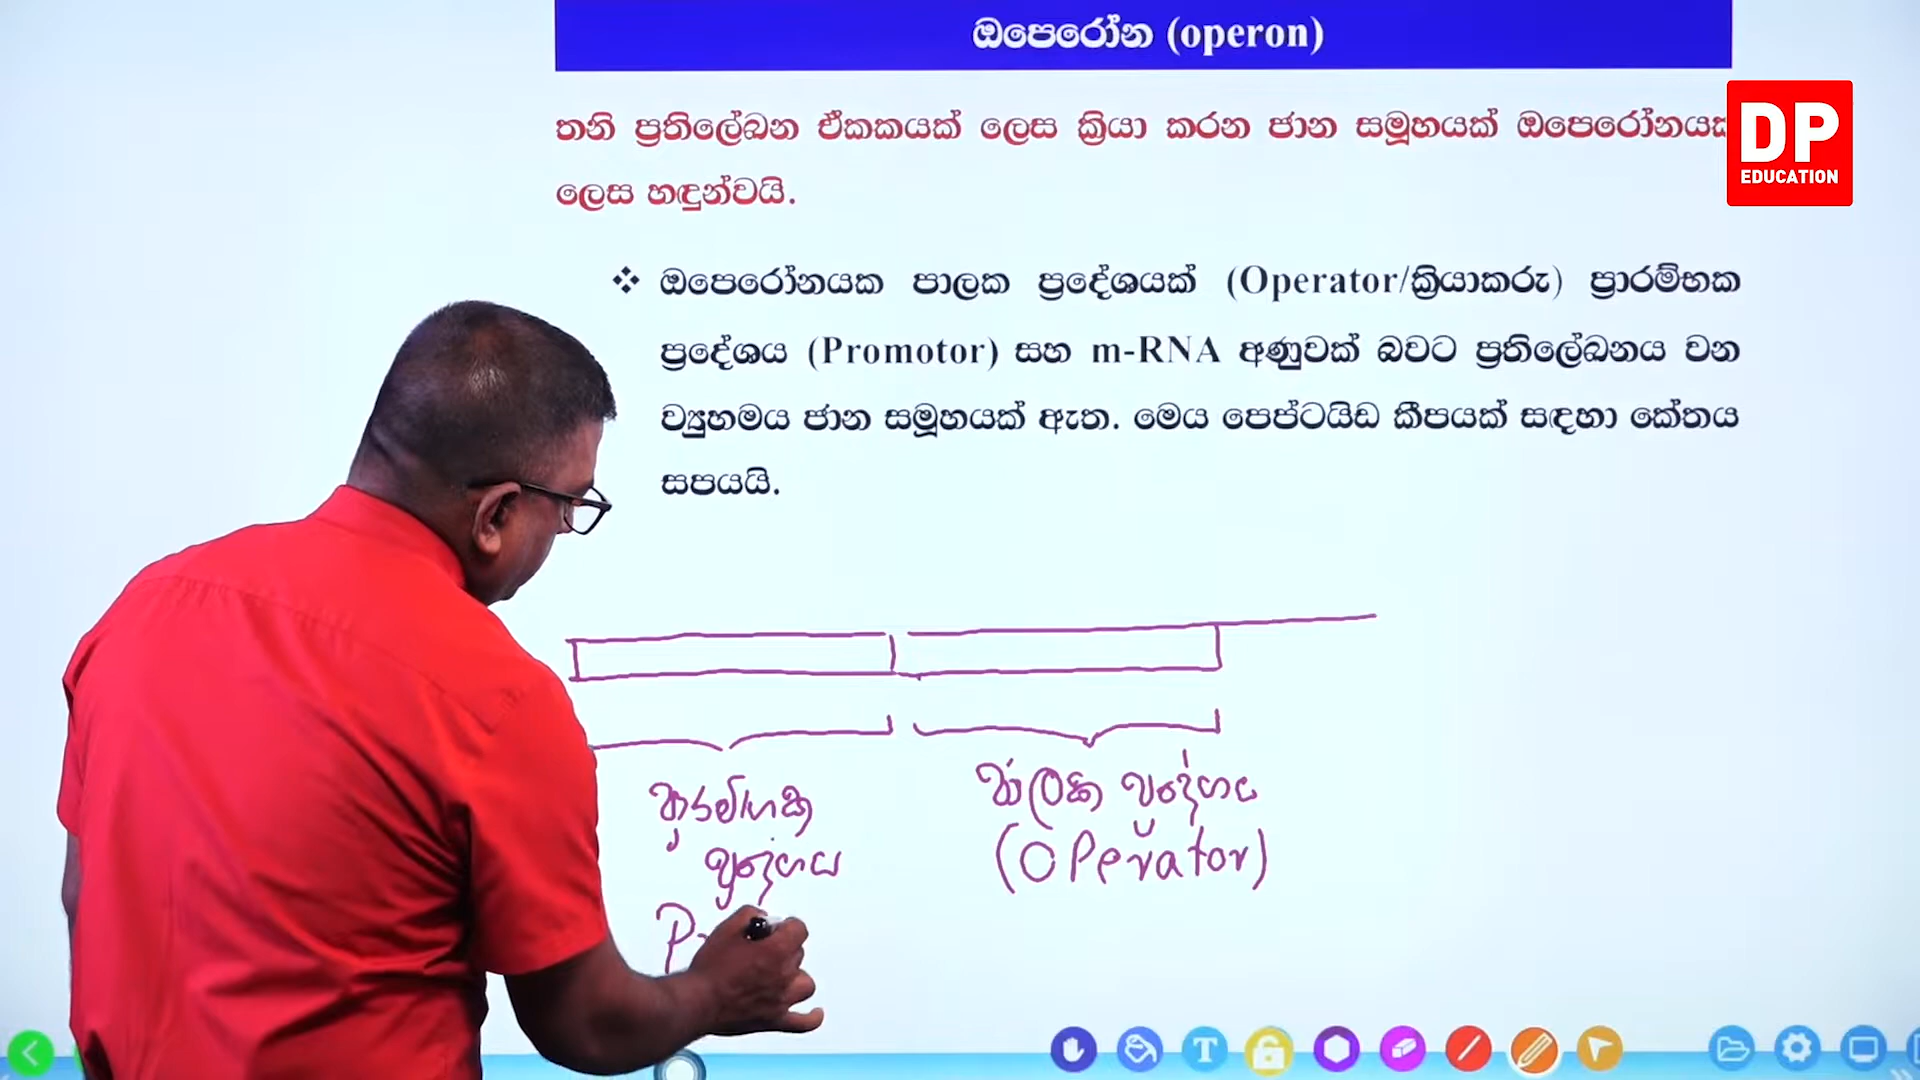 ඔපෙරෝන (operon)
තනි ප්‍රතිලේඛන ඒකකයක් ලෙස ක්‍රියා කරන ජාන සමූහයක් ඔපෙරෝනයක
ලෙස හඳුන්වයි.
DP
EDUCATION
❖ ඔපෙරෝනයක පාලක ප්‍රදේශයක් (Operator/ක්‍රියාකරු) ප්‍රාරම්භක
ප්‍රදේශය (Promotor) සහ m-RNA අණුවක් බවට ප්‍රතිලේඛනය වන
ව්‍යුහමය ජාන සමූහයක් ඇත. මෙය පෙප්ටයිඩ කීපයක් සඳහා කේතය
සපයයි.
ප්‍රාරම්භක
ප්‍රදේශය
පාලක ප්‍රදේශය
(Operator)